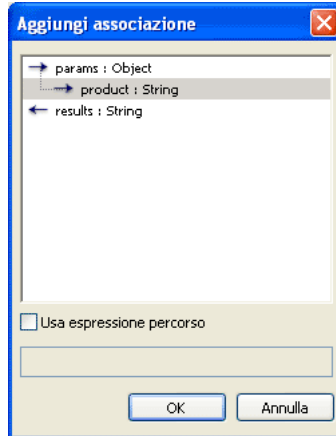 Aggiungi associazione
params : Object
product : String
results : String
Usa espressione percorso
OK
Annulla